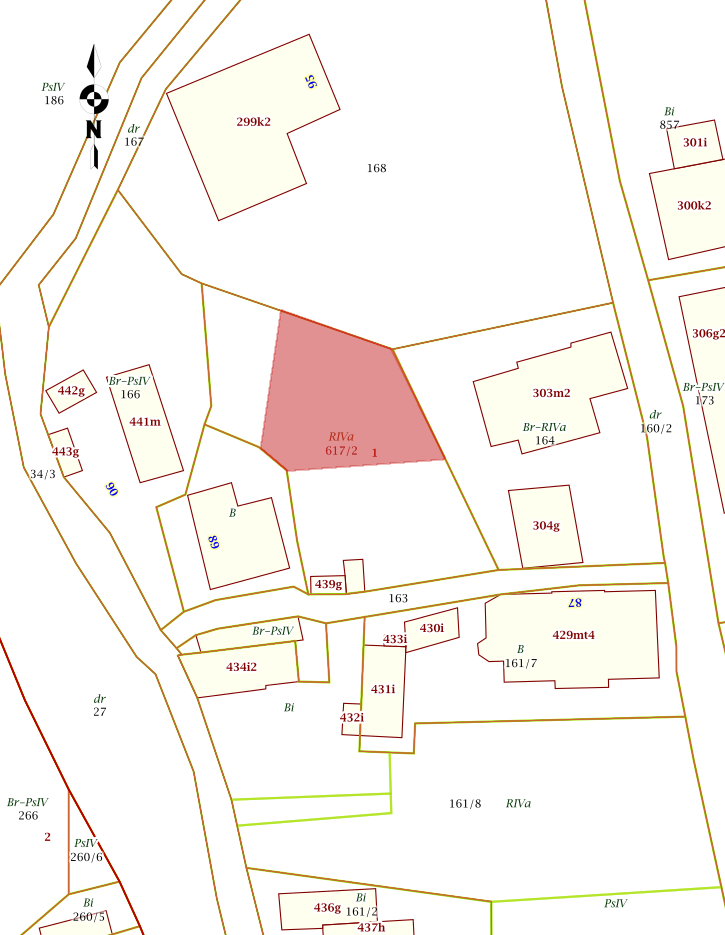 95
PsIV
186
299k2
Bi
857
N
dr
167
301i
168
300k2
306g2
442g
Br-PsIV
166
Br-PsIV
173
303m2
441m
dr
160/2
Br-RIVa
164
RIVa
617/2
1
443g
34/3
90
B
89
304g
439g
163
87
430i
433i
Br-PsIV
429mt4
B
161/7
434i2
431i
dr
27
Bi
432i
Br-PsIV
266
161/8
RIVa
2
PsIV
260/6
Bi
260/5
Bi
161/2
436g
437h
PsIV